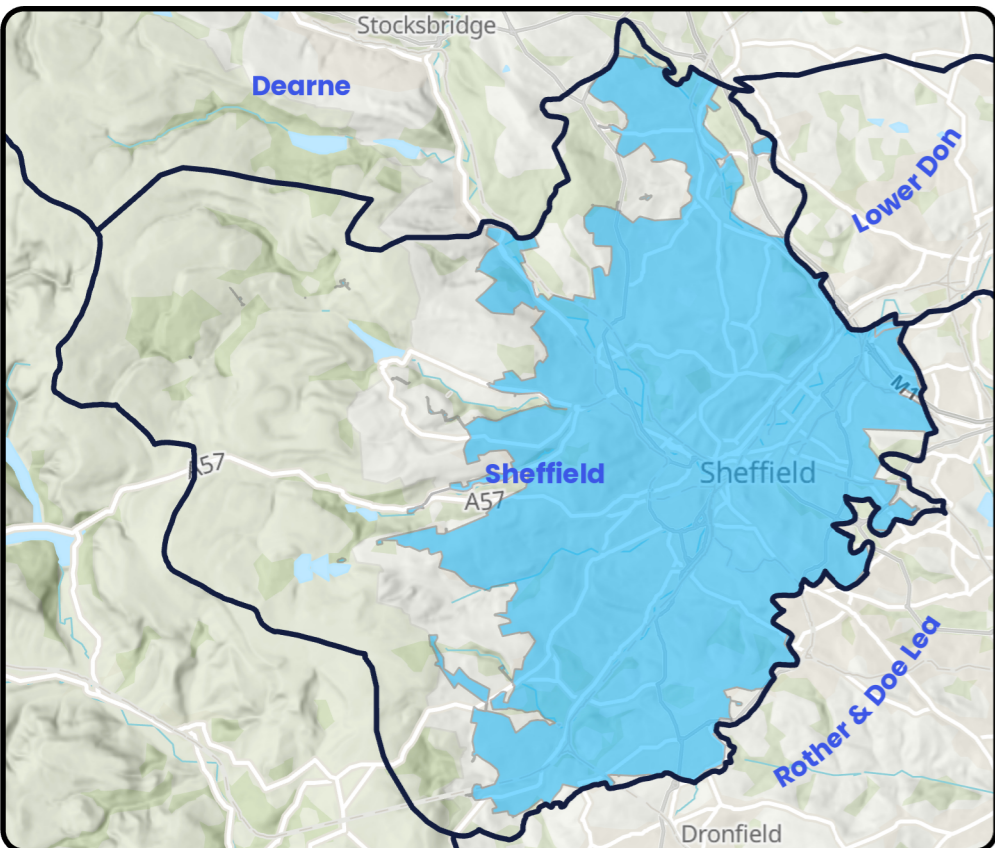 Stocksbridge
Dearne
Lower Don
M1
A57
Sheffield
Sheffield
A57
Rother & Doe Lea
Dronfield